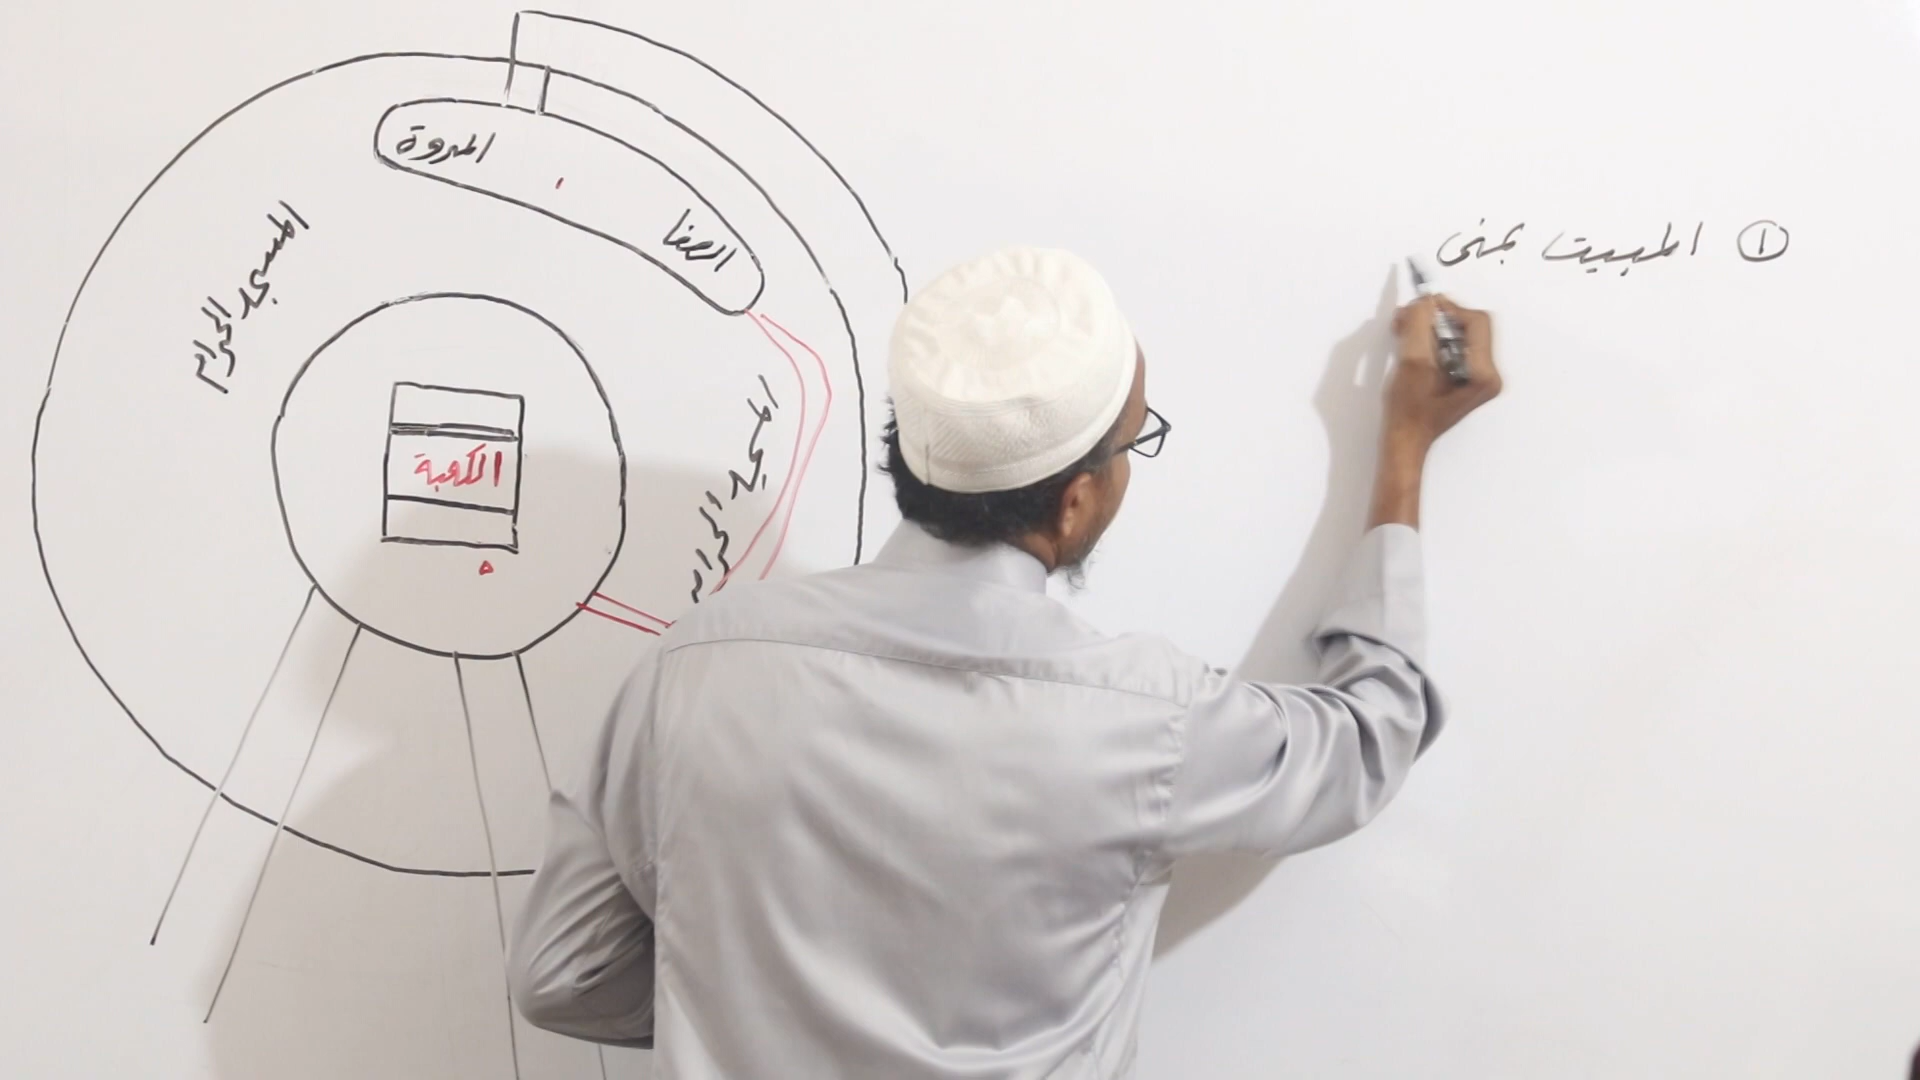 ① المبيت بمنى
المروة
الصفا
المسجد الحرام
الكعبة
المسجد الحرام